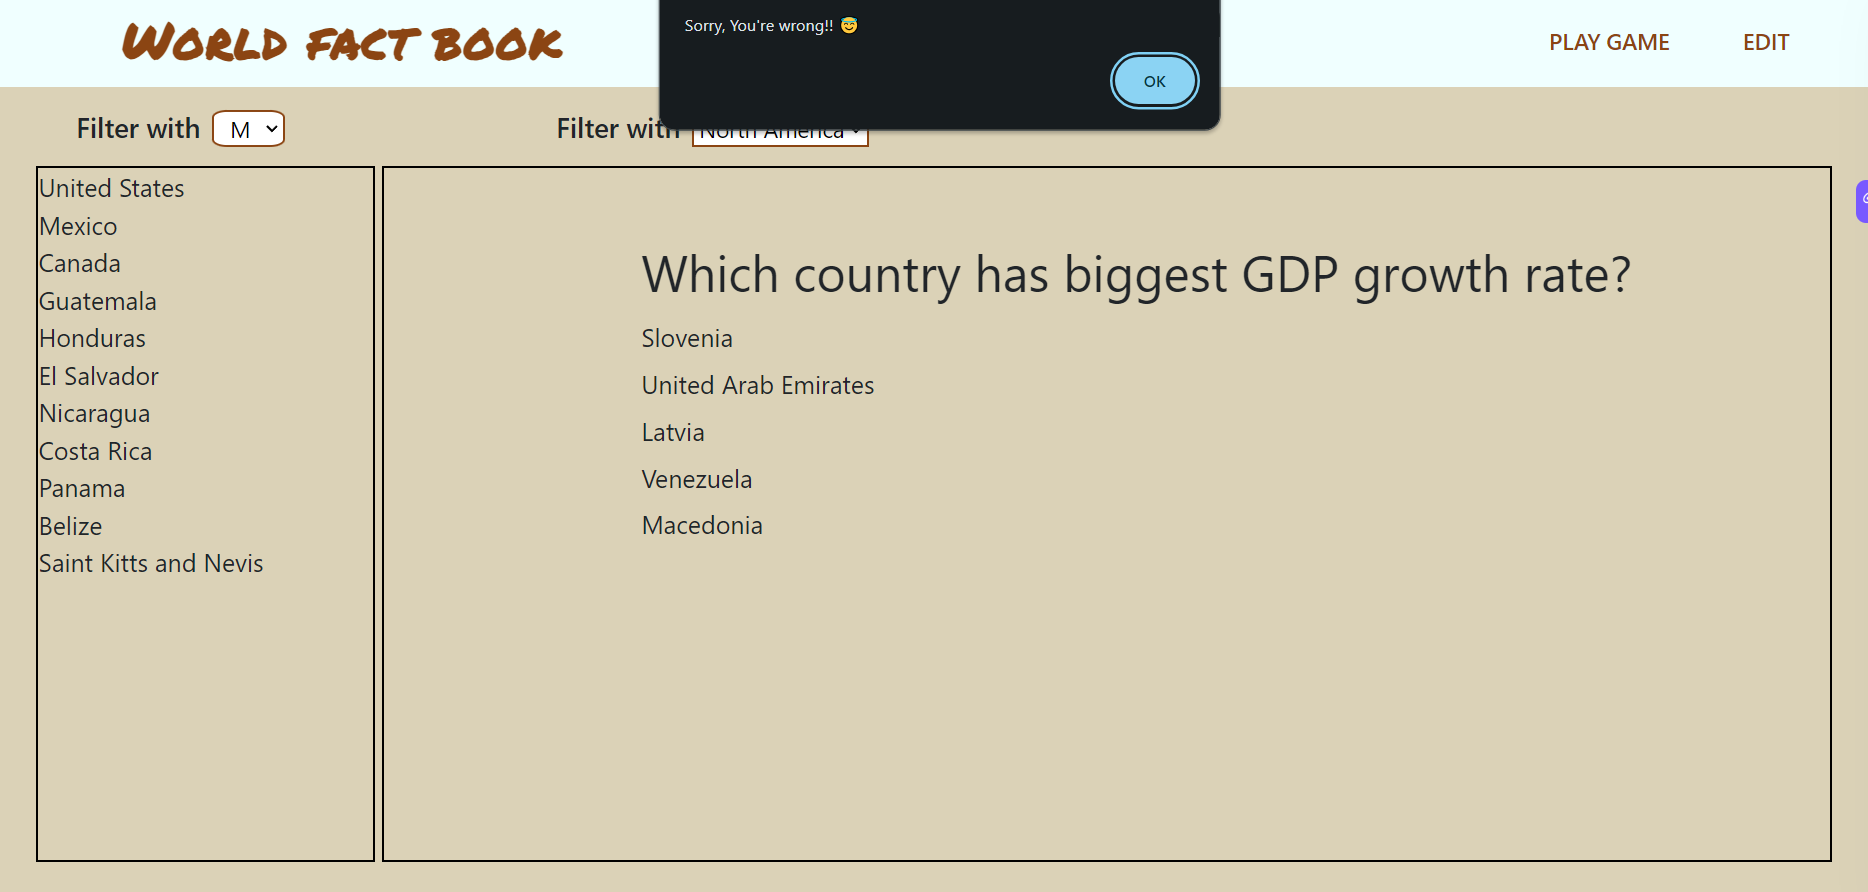 World fact book
Sorry, You're wrong!! 😇
OK
PLAY GAME
EDIT
Filter with M
Filter with North America
United States
Mexico
Canada
Guatemala
Honduras
El Salvador
Nicaragua
Costa Rica
Panama
Belize
Saint Kitts and Nevis
Which country has biggest GDP growth rate?
Slovenia
United Arab Emirates
Latvia
Venezuela
Macedonia